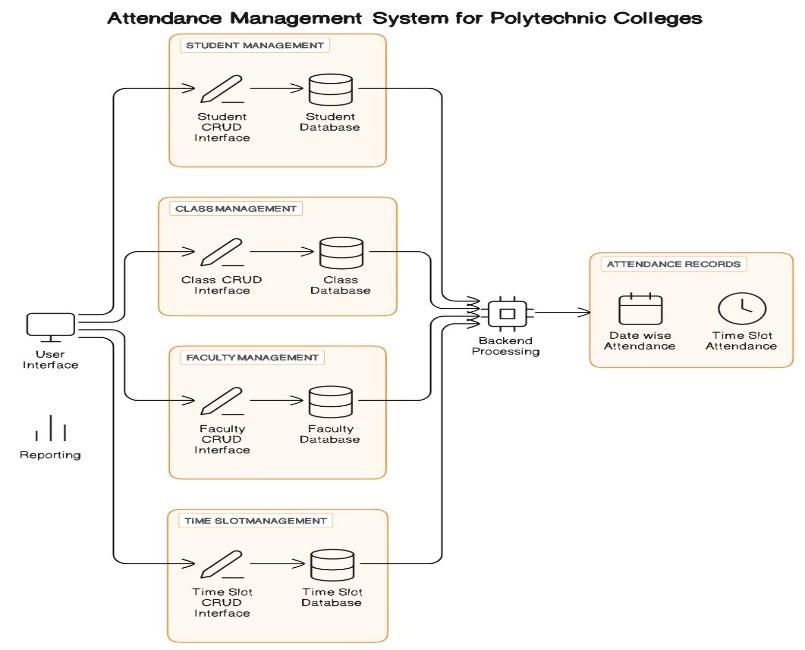 Attendance Management System for Polytechnic Colleges
STUDENT MANAGEMENT
Student
CRUD
Interface
Student
Database
CLASS MANAGEMENT
Class CRUD
Interface
Class
Database
User
Interface
Reporting
FACULTY MANAGEMENT
Faculty
CRUD
Interface
Faculty
Database
TIME SLOTMANAGEMENT
Time Slot
CRUD
Interface
Time Slot
Database
Backend
Processing
ATTENDANCE RECORDS
Date wise
Attendance
Time Slot
Attendance